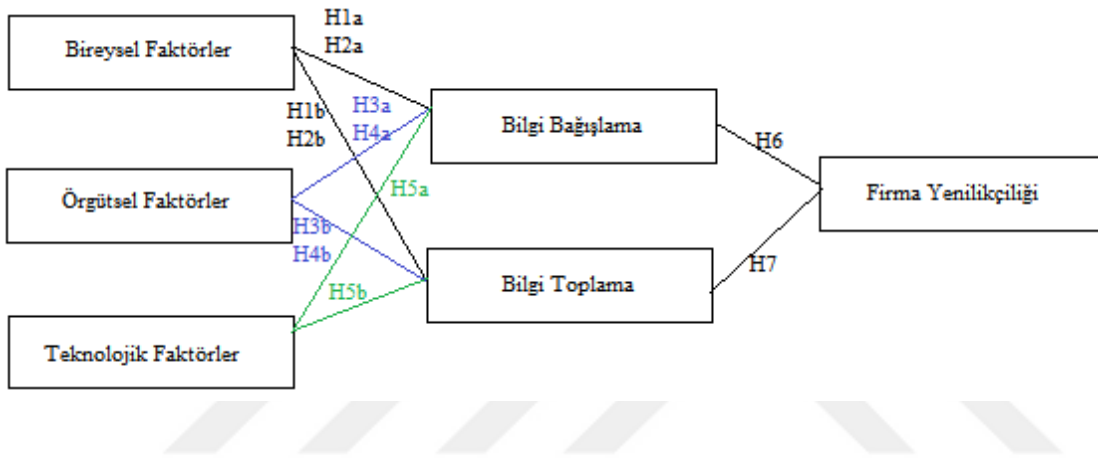 H1a
H2a
Bireysel Faktörler
H1b
H2b
H3a
H4a
Bilgi Bağışlama
H6
H5a
Örgütsel Faktörler
Firma Yenilikçiliği
H3b
H4b
H7
Bilgi Toplama
H5b
Teknolojik Faktörler